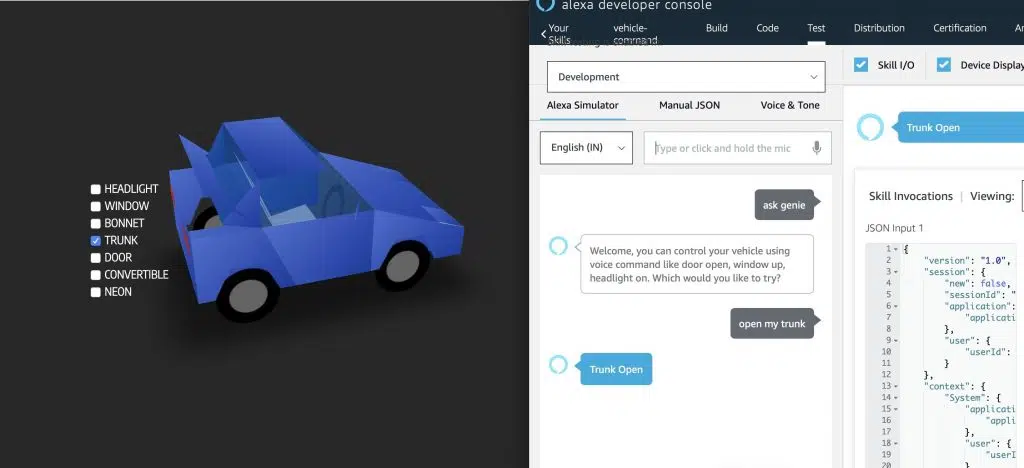 alexa developer console
Your Skills
vehicle-command
Build
Code
Test
Distribution
Certification
Development
Skill I/O
Device Display
Alexa Simulator
Manual JSON
Voice & Tone
English (IN)
Type or click and hold the mic
HEADLIGHT
WINDOW
BONNET
TRUNK
DOOR
CONVERTIBLE
NEON
ask genie
Welcome, you can control your vehicle using
voice command like door open, window up,
headlight on. Which would you like to try?
open my trunk
Trunk Open
Trunk Open
Skill Invocations | Viewing:
JSON Input 1
1 {
2 "version": "1.0",
3 "session": {
4 "new": false,
5 "sessionId": "
6 "application":
7 "applicati
8 },
9 "user": {
10 "userId":
11 }
12 },
13 "context": {
14 "System": {
15 "applicati
16 "appli
17 },
18 "user": {
19 "userI
20 }